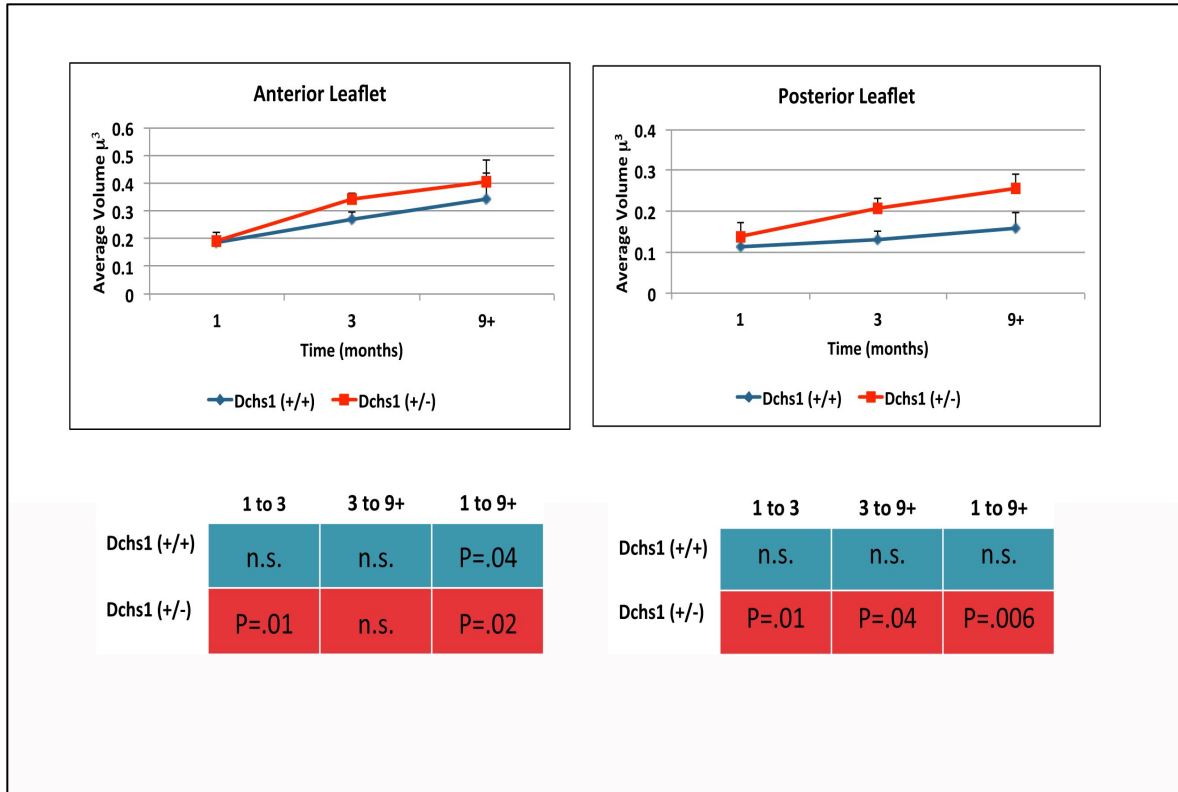 Anterior Leaflet
Average Volume μ³
0.6
0.5
0.4
0.3
0.2
0.1
0
1 3 9+
Time (months)
Dchs1 (+/+) Dchs1 (+/-)
Posterior Leaflet
Average Volume μ³
0.4
0.3
0.2
0.1
0
1 3 9+
Time (months)
Dchs1 (+/+) Dchs1 (+/-)
1 to 3 3 to 9+ 1 to 9+
Dchs1 (+/+) n.s. n.s. P=.04
Dchs1 (+/-) P=.01 n.s. P=.02
1 to 3 3 to 9+ 1 to 9+
Dchs1 (+/+) n.s. n.s. n.s.
Dchs1 (+/-) P=.01 P=.04 P=.006